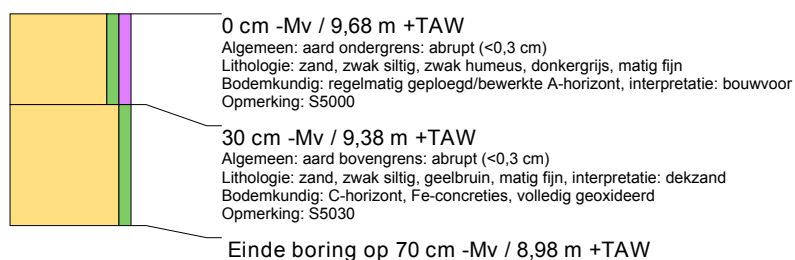 0 cm -Mv / 9,68 m +TAW
Algemeen: aard ondergrens: abrupt (<0,3 cm)
Lithologie: zand, zwak siltig, zwak humeus, donkergrijs, matig fijn
Bodemkundig: regelmatig geploegd/bewerkte A-horizont, interpretatie: bouwvoor
Opmerking: S5000
30 cm -Mv / 9,38 m +TAW
Algemeen: aard bovengrens: abrupt (<0,3 cm)
Lithologie: zand, zwak siltig, geelbruin, matig fijn, interpretatie: dekzand
Bodemkundig: C-horizont, Fe-concreties, volledig geoxideerd
Opmerking: S5030
Einde boring op 70 cm -Mv / 8,98 m +TAW